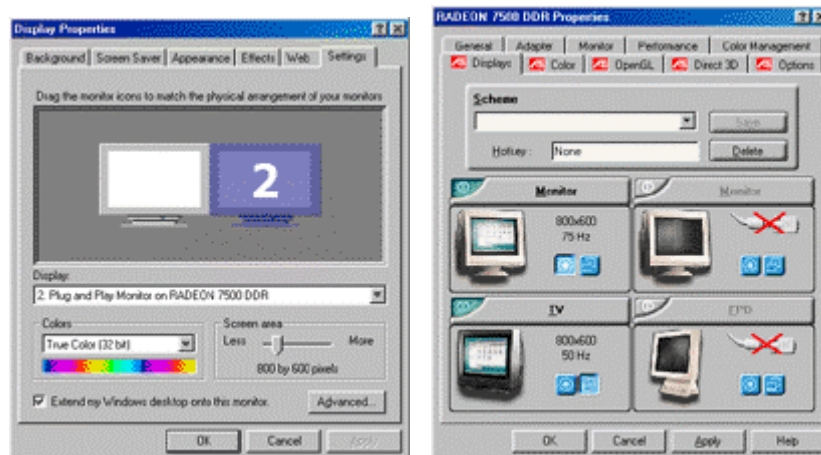 Display Properties
Background Screen Saver Appearance Effects Web Settings
Drag the monitor icons to match the physical arrangement of your monitors
2
Display:
2. Plug and Play Monitor on RADEON 7500 DDR
Colors
True Color (32 bit)
Screen area
Less More
800 by 600 pixels
Extend my Windows desktop onto this monitor.
Advanced...
OK Cancel Apply
RADEON 7500 DDR Properties
General Adapter Monitor Performance Color Management
Displays Color OpenGL Direct 3D Options
Scheme
Save
Hotkey: None Delete
Monitor Monitor
800x600
75 Hz
TV FPD
800x600
50 Hz
OK Cancel Apply Help